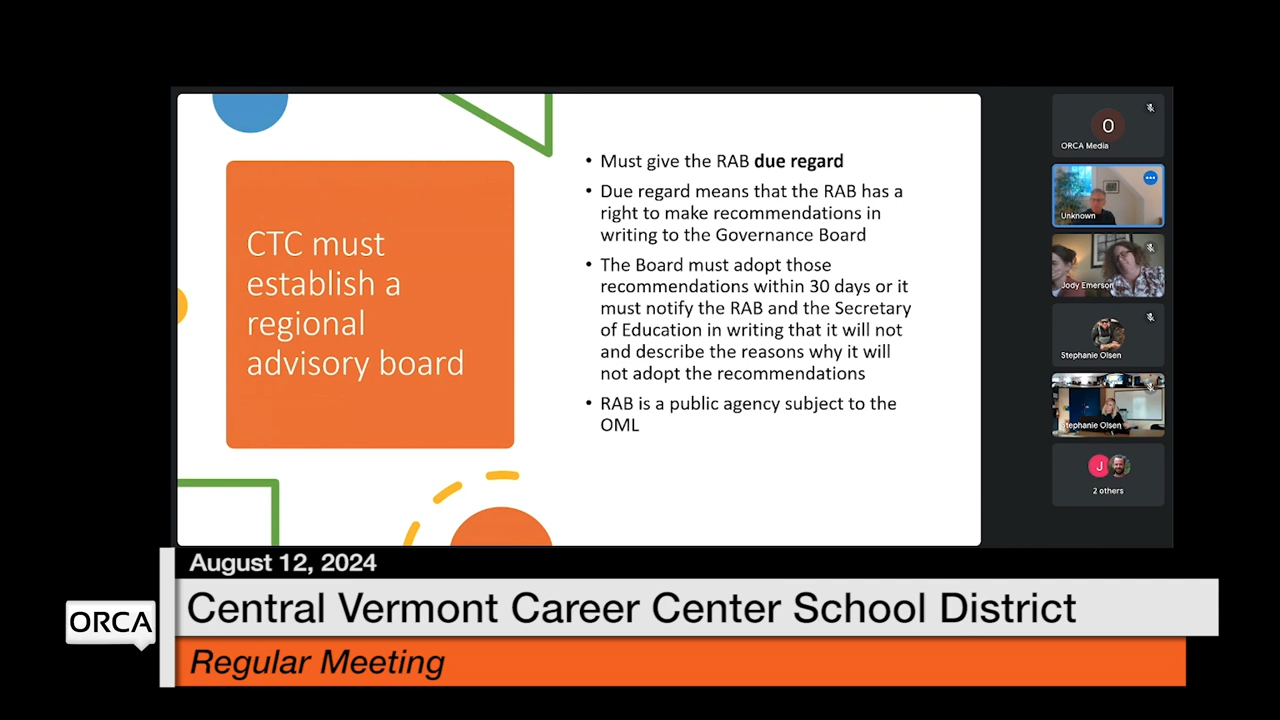 CTC must
establish a
regional
advisory board
• Must give the RAB due regard
• Due regard means that the RAB has a
right to make recommendations in
writing to the Governance Board
• The Board must adopt those
recommendations within 30 days or it
must notify the RAB and the Secretary
of Education in writing that it will not
and describe the reasons why it will
not adopt the recommendations
• RAB is a public agency subject to the
OML
O
ORCA Media
Unknown
Jody Emerson
Stephanie Olsen
Stephanie Olsen
J
2 others
August 12, 2024
Central Vermont Career Center School District
ORCA
Regular Meeting